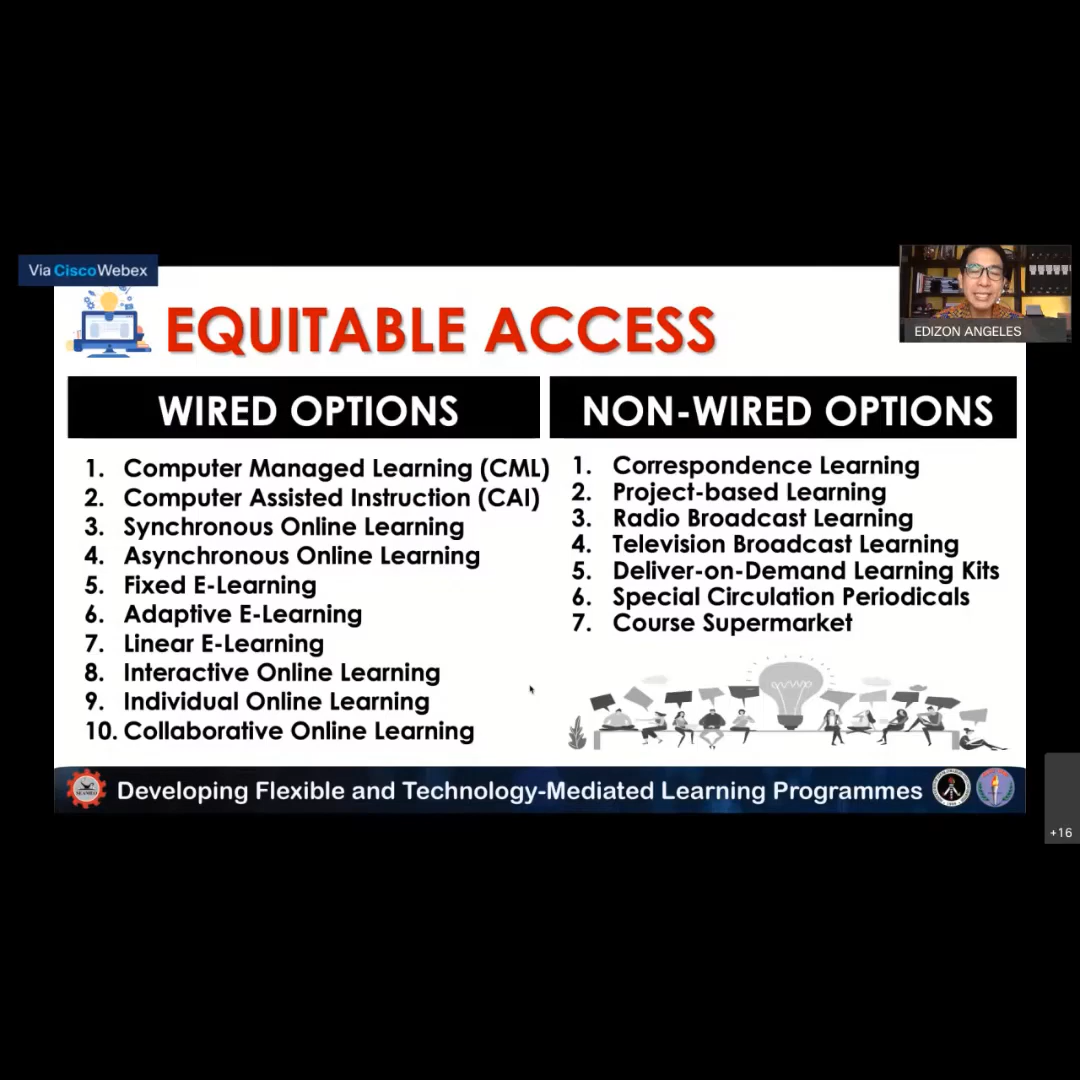 Via CiscoWebex
EDIZON ANGELES
EQUITABLE ACCESS
WIRED OPTIONS
1. Computer Managed Learning (CML)
2. Computer Assisted Instruction (CAI)
3. Synchronous Online Learning
4. Asynchronous Online Learning
5. Fixed E-Learning
6. Adaptive E-Learning
7. Linear E-Learning
8. Interactive Online Learning
9. Individual Online Learning
10. Collaborative Online Learning
NON-WIRED OPTIONS
1. Correspondence Learning
2. Project-based Learning
3. Radio Broadcast Learning
4. Television Broadcast Learning
5. Deliver-on-Demand Learning Kits
6. Special Circulation Periodicals
7. Course Supermarket
Developing Flexible and Technology-Mediated Learning Programmes
+16